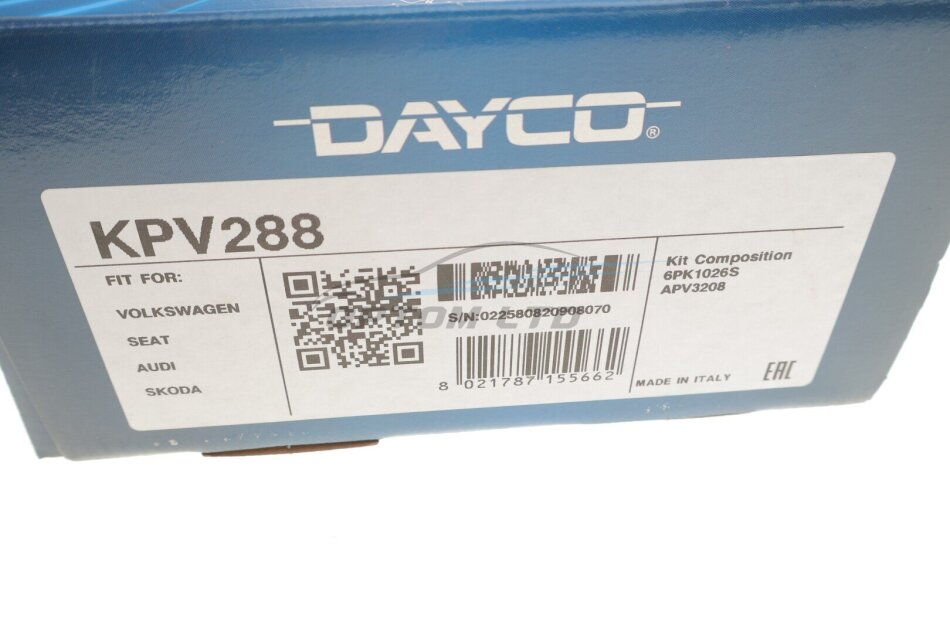 DAYCO®
KPV288
FIT FOR:
VOLKSWAGEN
SEAT
AUDI
SKODA
S/N:022580820908070
8 021787 155662
Kit Composition
6PK1026S
APV3208
MADE IN ITALY
EAC